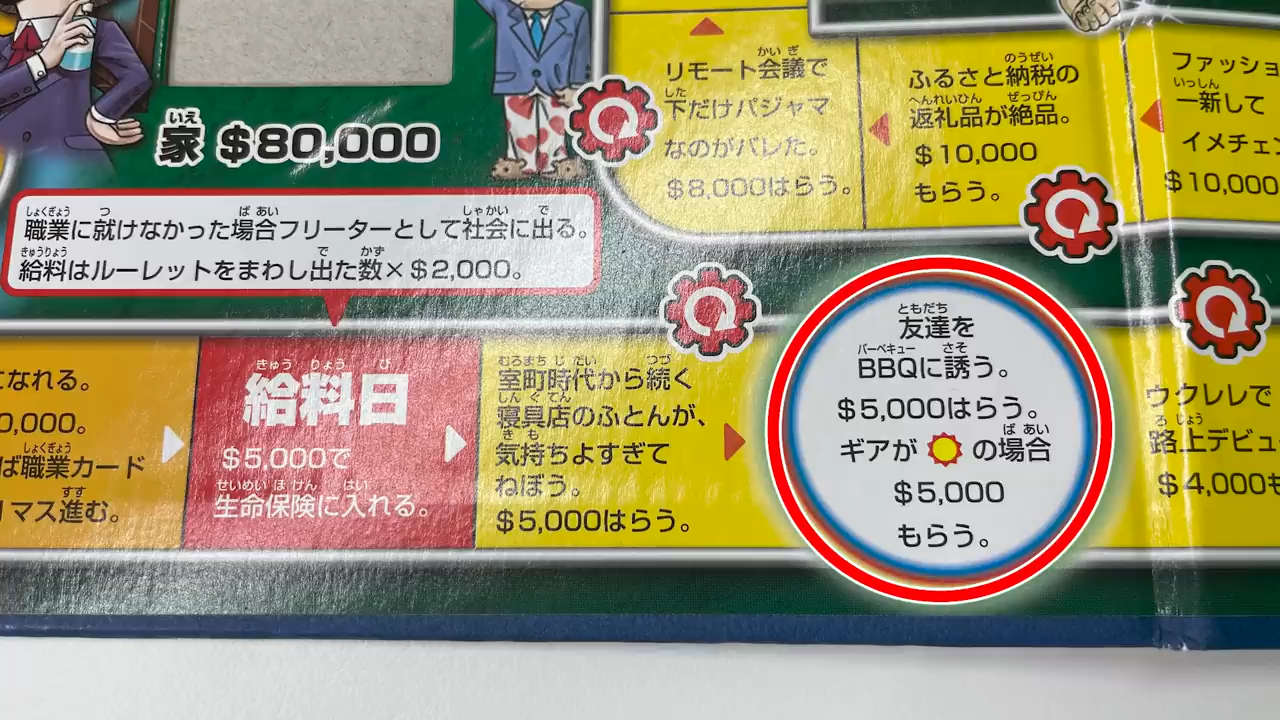 家 $80,000
職業に就けなかった場合フリーターとして社会に出る。
給料はルーレットをまわし出た数×$2,000。
リモート会議で
下だけパジャマ
なのがバレた。
$8,000はらう。
ふるさと納税の
返礼品が絶品。
$10,000
もらう。
ファッショ
一新して
イメチェン
$10,000
になれる。
0,000。
ば職業カード
マス進む。
給料日
$5,000で
生命保険に入れる。
室町時代から続く
寝具店のふとんが、
気持ちよすぎて
ねぼう。
$5,000はらう。
友達を
BBQに誘う。
$5,000はらう。
ギアが の場合
$5,000
もらう。
ウクレレで
路上デビュ
$4,000も